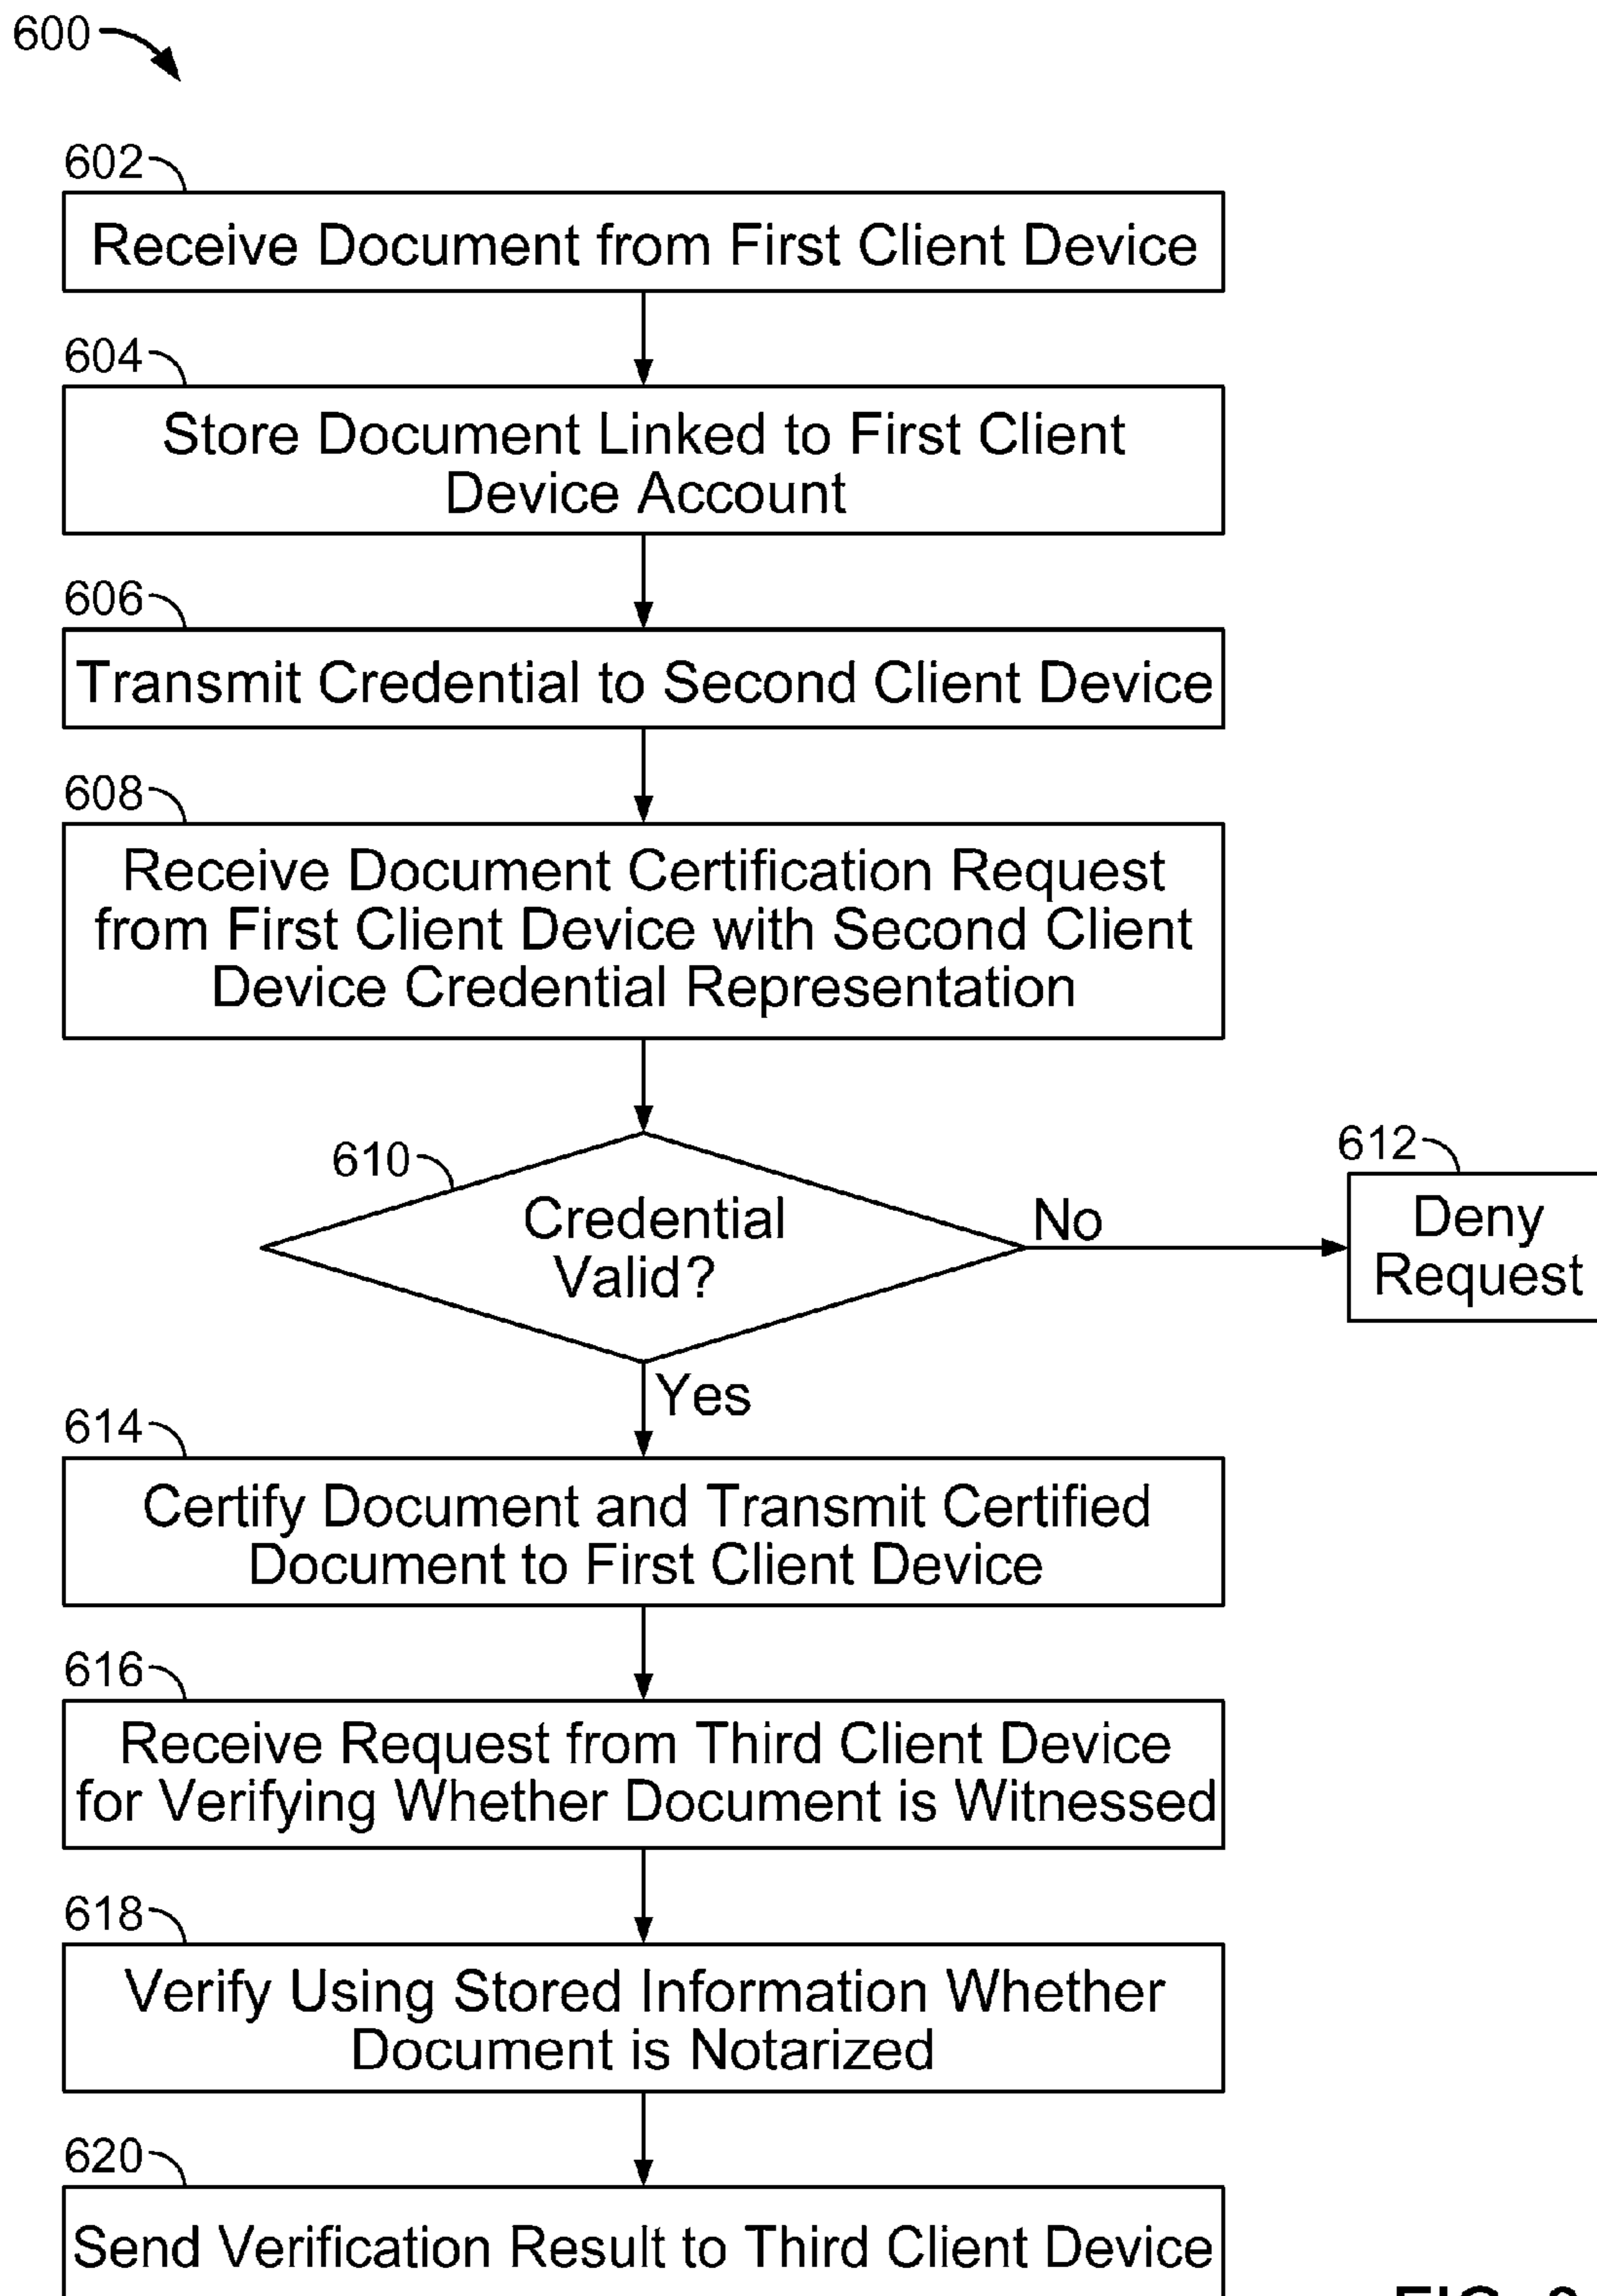 600
602
Receive Document from First Client Device
604
Store Document Linked to First Client
Device Account
606
Transmit Credential to Second Client Device
608
Receive Document Certification Request
from First Client Device with Second Client
Device Credential Representation
610
Credential
Valid?
No
612
Deny
Request
Yes
614
Certify Document and Transmit Certified
Document to First Client Device
616
Receive Request from Third Client Device
for Verifying Whether Document is Witnessed
618
Verify Using Stored Information Whether
Document is Notarized
620
Send Verification Result to Third Client Device